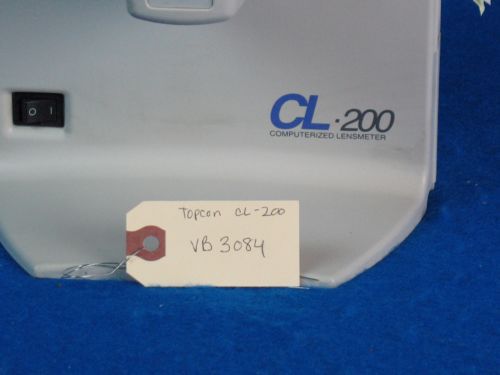 CL·200
COMPUTERIZED LENSMETER
O I
Topcon CL-200
VB 3084